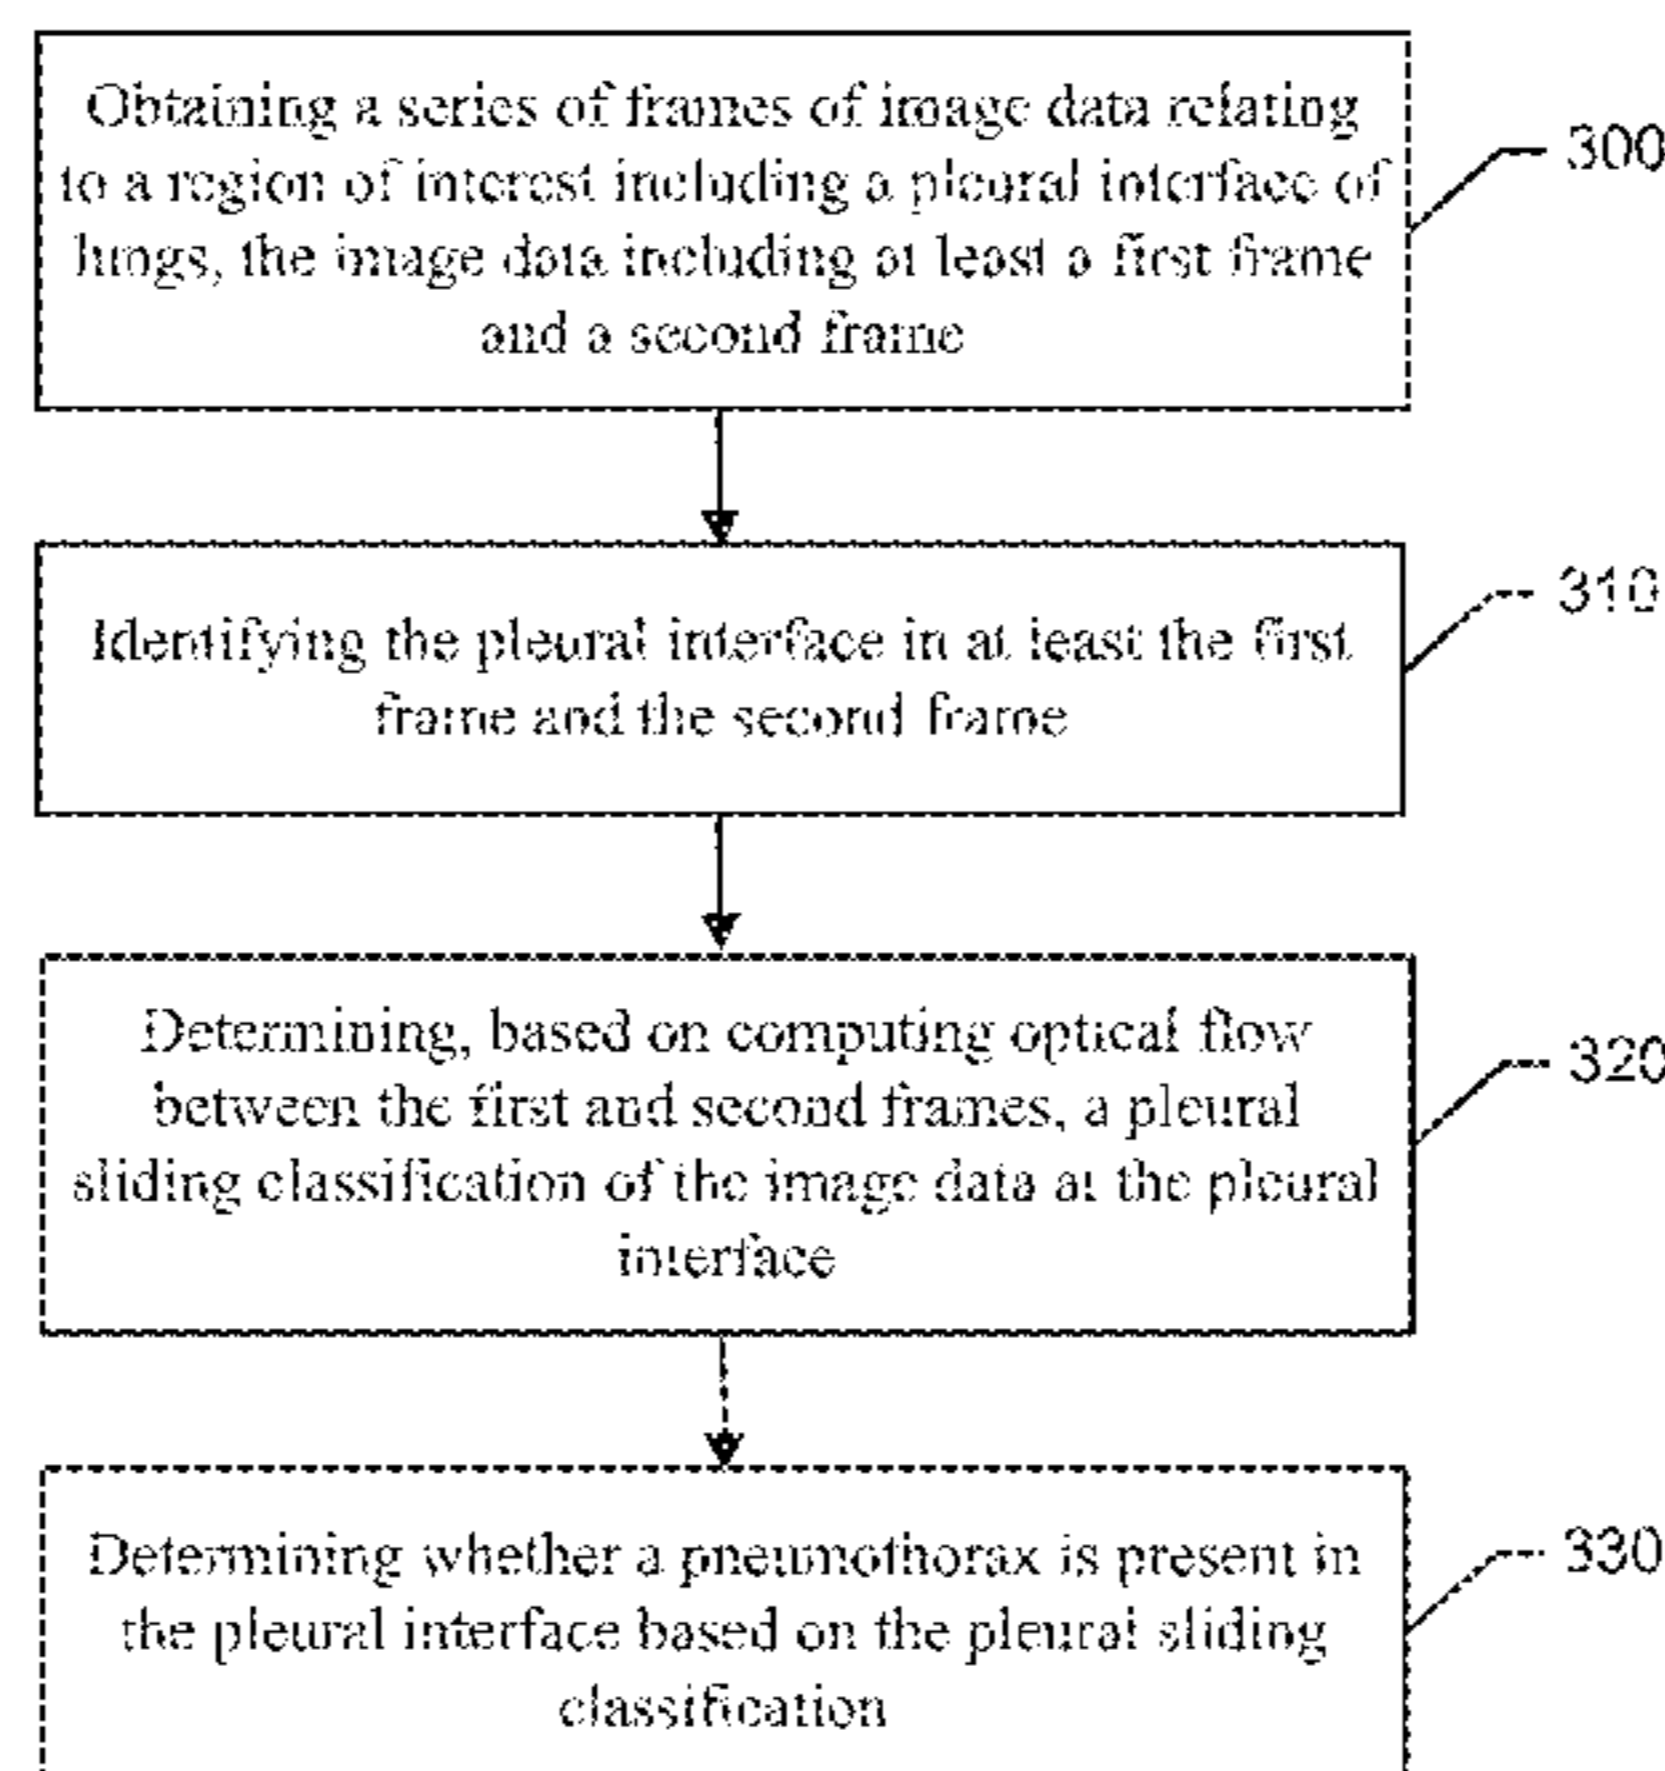 Obtaining a series of frames of image data relating
to a region of interest including a pleural interface of
lungs, the image data including at least a first frame
and a second frame
300
Identifying the pleural interface in at least the first
frame and the second frame
310
Determining, based on computing optical flow
between the first and second frames, a pleural
sliding classification of the image data at the pleural
interface
320
Determining whether a pneumothorax is present in
the pleural interface based on the pleural sliding
classification
330